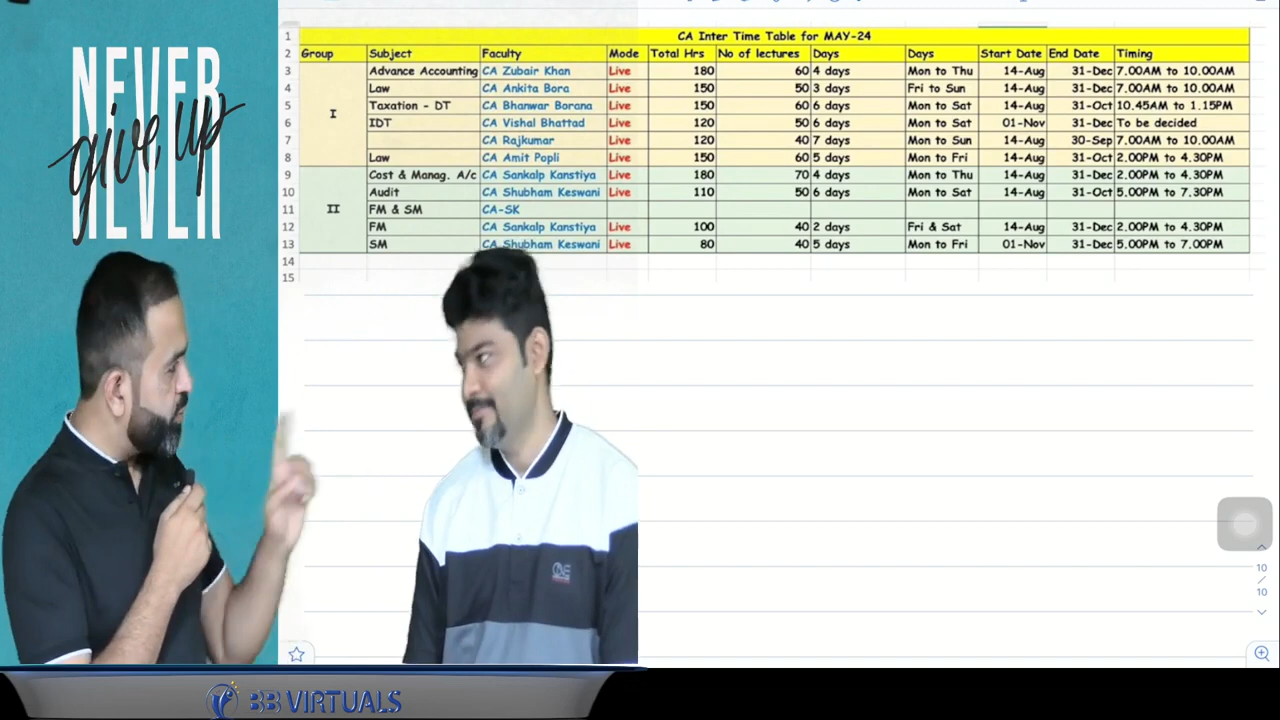 NEVER
give up
NEVER
1 CA Inter Time Table for MAY-24
2 Group Subject Faculty Mode Total Hrs No of lectures Days Days Start Date End Date Timing
3 Advance Accounting CA Zubair Khan Live 180 60 4 days Mon to Thu 14-Aug 31-Dec 7.00AM to 10.00AM
4 Law CA Ankita Bora Live 150 50 3 days Fri to Sun 14-Aug 31-Dec 7.00AM to 10.00AM
5 Taxation - DT CA Bhanwar Borana Live 150 60 6 days Mon to Sat 14-Aug 31-Oct 10.45AM to 1.15PM
I
6 IDT CA Vishal Bhattad Live 120 50 6 days Mon to Sat 01-Nov 31-Dec To be decided
7 CA Rajkumar Live 120 40 7 days Mon to Sun 14-Aug 30-Sep 7.00AM to 10.00AM
8 Law CA Amit Popli Live 150 60 5 days Mon to Fri 14-Aug 31-Oct 2.00PM to 4.30PM
9 Cost & Manag. A/c CA Sankalp Kanstiya Live 180 70 4 days Mon to Thu 14-Aug 31-Dec 2.00PM to 4.30PM
10 Audit CA Shubham Keswani Live 110 50 6 days Mon to Sat 14-Aug 31-Oct 5.00PM to 7.30PM
11 II FM & SM CA-SK
12 FM CA Sankalp Kanstiya Live 100 40 2 days Fri & Sat 14-Aug 31-Dec 2.00PM to 4.30PM
13 SM CA Shubham Keswani Live 80 40 5 days Mon to Fri 01-Nov 31-Dec 5.00PM to 7.00PM
14
15
10
/
10
BB VIRTUALS